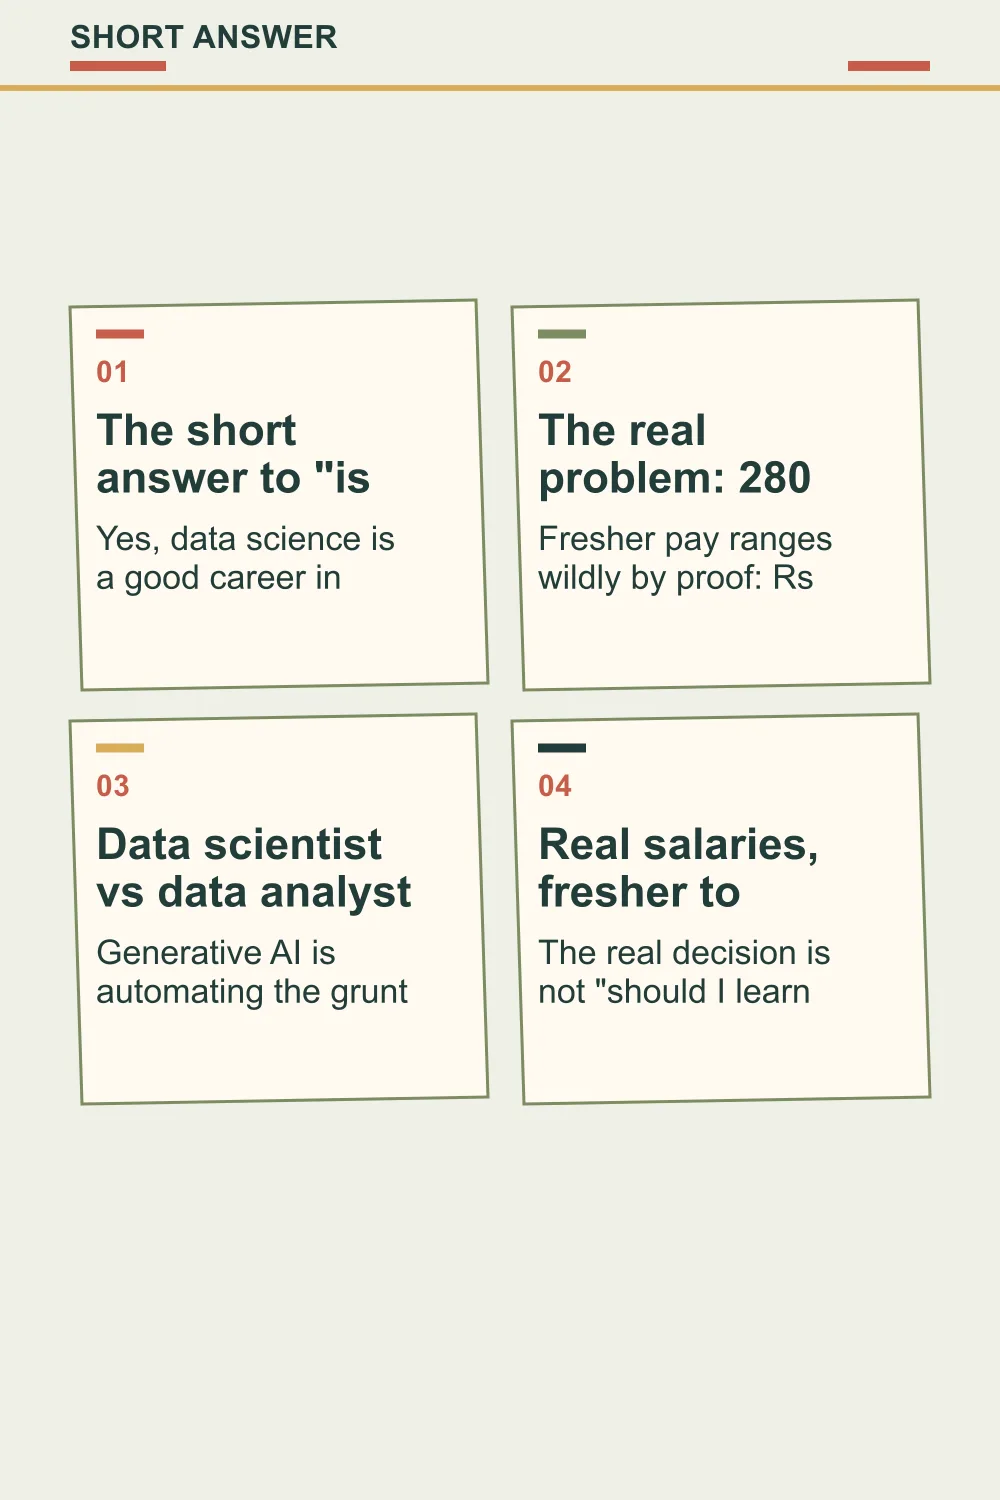 SHORT ANSWER
01
The short
answer to "is
Yes, data science is
a good career in
02
The real
problem: 280
Fresher pay ranges
wildly by proof: Rs
03
Data scientist
vs data analyst
Generative AI is
automating the grunt
04
Real salaries,
fresher to
The real decision is
not "should I learn